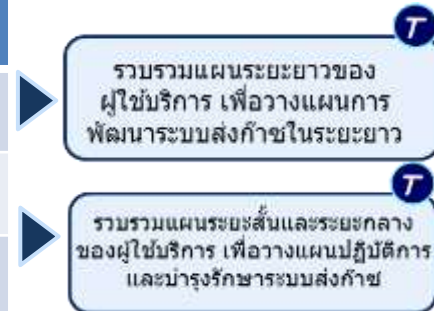 T
รวบรวมแผนระยะยาวของ
ผู้ใช้บริการ เพื่อวางแผนการ
พัฒนาระบบส่งก๊าซในระยะยาว
T
รวบรวมแผนระยะสั้นและระยะกลาง
ของผู้ใช้บริการ เพื่อวางแผนปฏิบัติการ
และบำรุงรักษาระบบส่งก๊าซ